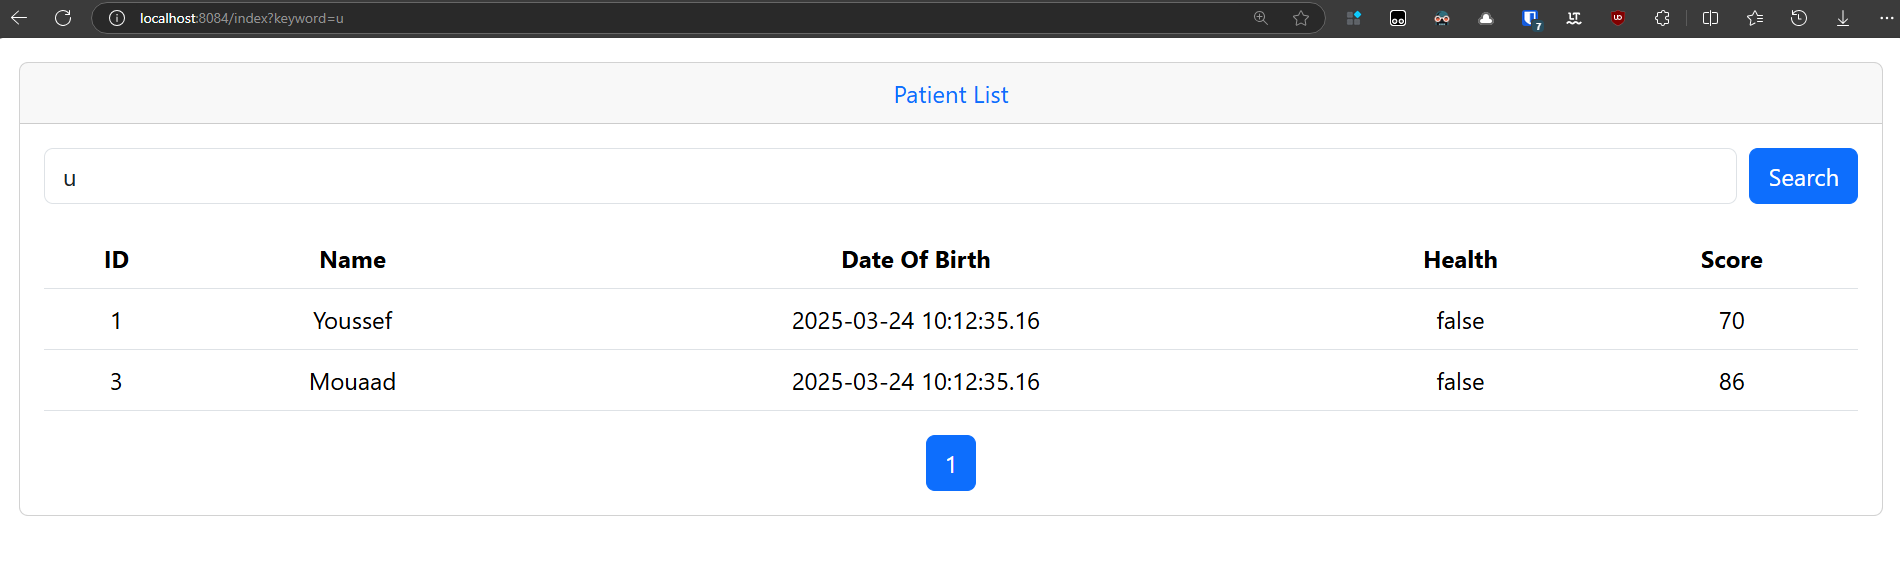 localhost:8084/index?keyword=u
7
Patient List
u Search
ID Name Date Of Birth Health Score
1 Youssef 2025-03-24 10:12:35.16 false 70
3 Mouaad 2025-03-24 10:12:35.16 false 86
1